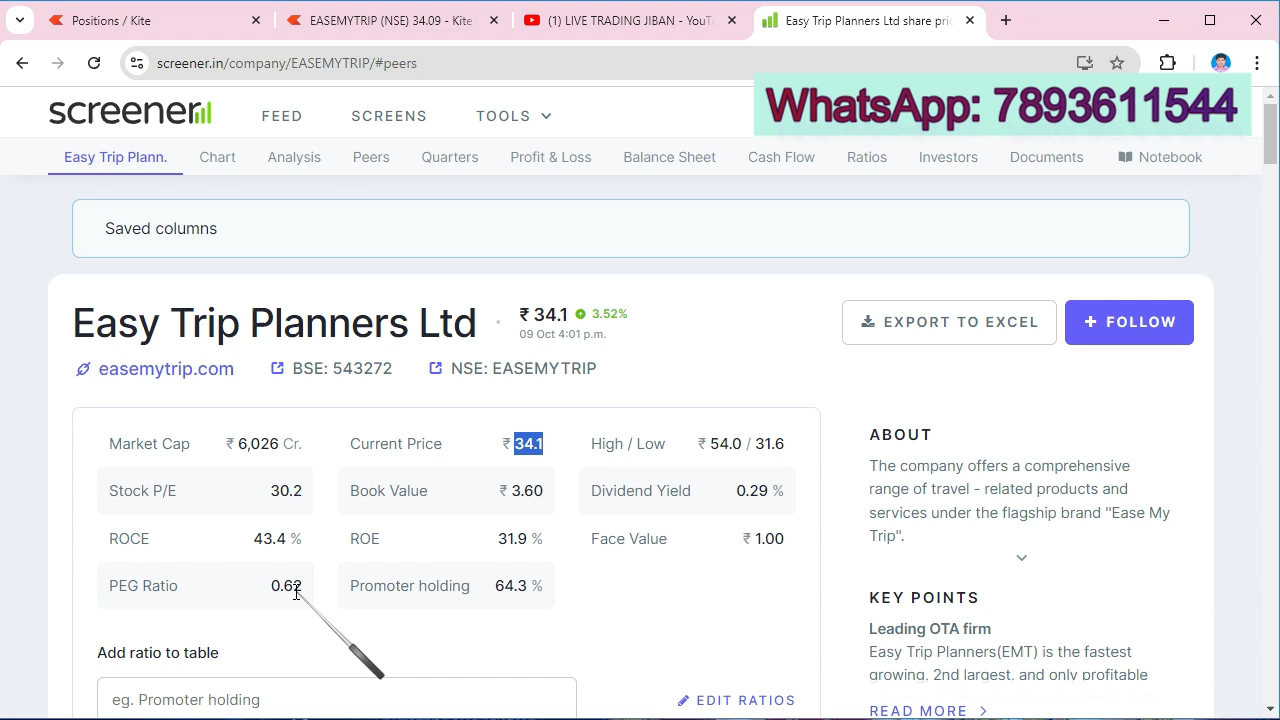 Positions / Kite
EASEMYTRIP (NSE) 34.09 - Kite
(1) LIVE TRADING JIBAN - YouTu
Easy Trip Planners Ltd share pric
screener.in/company/EASEMYTRIP/#peers
WhatsApp: 7893611544
screener
FEED
SCREENS
TOOLS
Easy Trip Plann.
Chart
Analysis
Peers
Quarters
Profit & Loss
Balance Sheet
Cash Flow
Ratios
Investors
Documents
Notebook
Saved columns
Easy Trip Planners Ltd
₹ 34.1 3.52%
09 Oct 4:01 p.m.
EXPORT TO EXCEL
+ FOLLOW
easemytrip.com
BSE: 543272
NSE: EASEMYTRIP
Market Cap ₹ 6,026 Cr.
Current Price ₹ 34.1
High / Low ₹ 54.0 / 31.6
Stock P/E 30.2
Book Value ₹ 3.60
Dividend Yield 0.29 %
ROCE 43.4 %
ROE 31.9 %
Face Value ₹ 1.00
PEG Ratio 0.62
Promoter holding 64.3 %
Add ratio to table
eg. Promoter holding
EDIT RATIOS
ABOUT
The company offers a comprehensive
range of travel - related products and
services under the flagship brand "Ease My
Trip".
KEY POINTS
Leading OTA firm
Easy Trip Planners(EMT) is the fastest
growing, 2nd largest, and only profitable
READ MORE